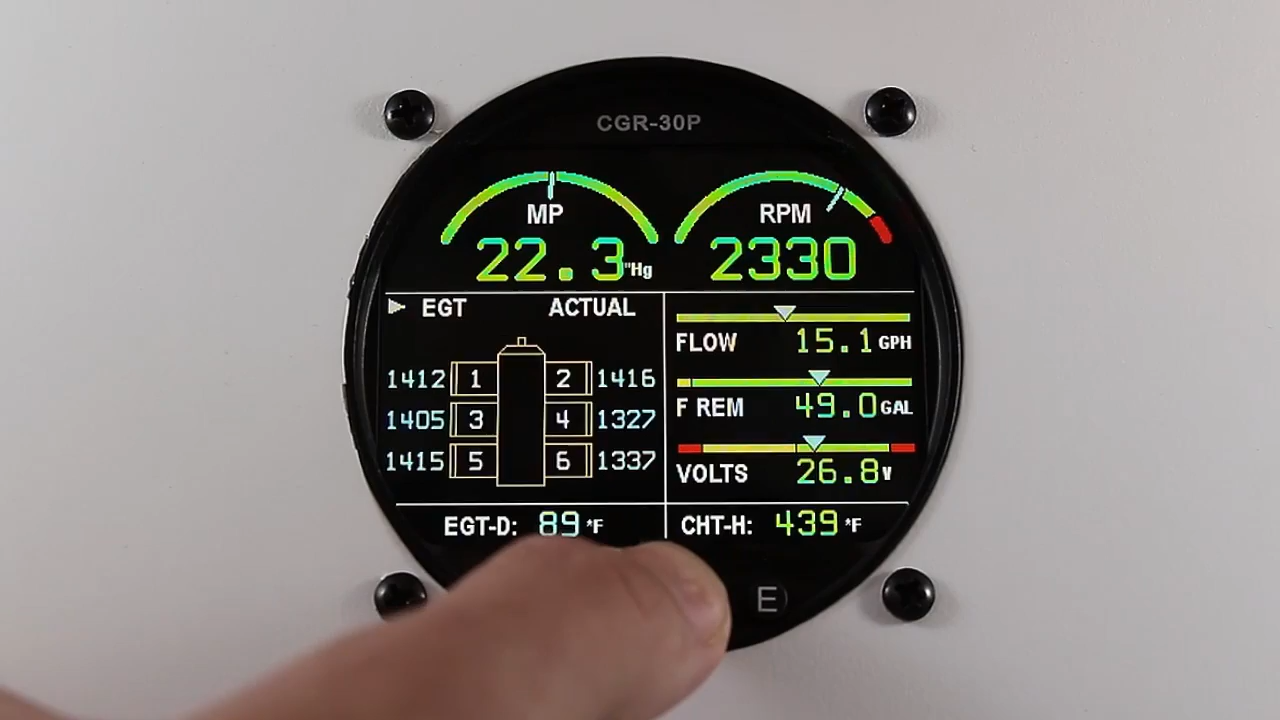 CGR-30P
MP
22.3"Hg
RPM
2330
EGT ACTUAL
1412 1 2 1416
1405 3 4 1327
1415 5 6 1337
EGT-D: 89 °F
FLOW 15.1 GPH
F REM 49.0 GAL
VOLTS 26.8 V
CHT-H: 439 °F
E